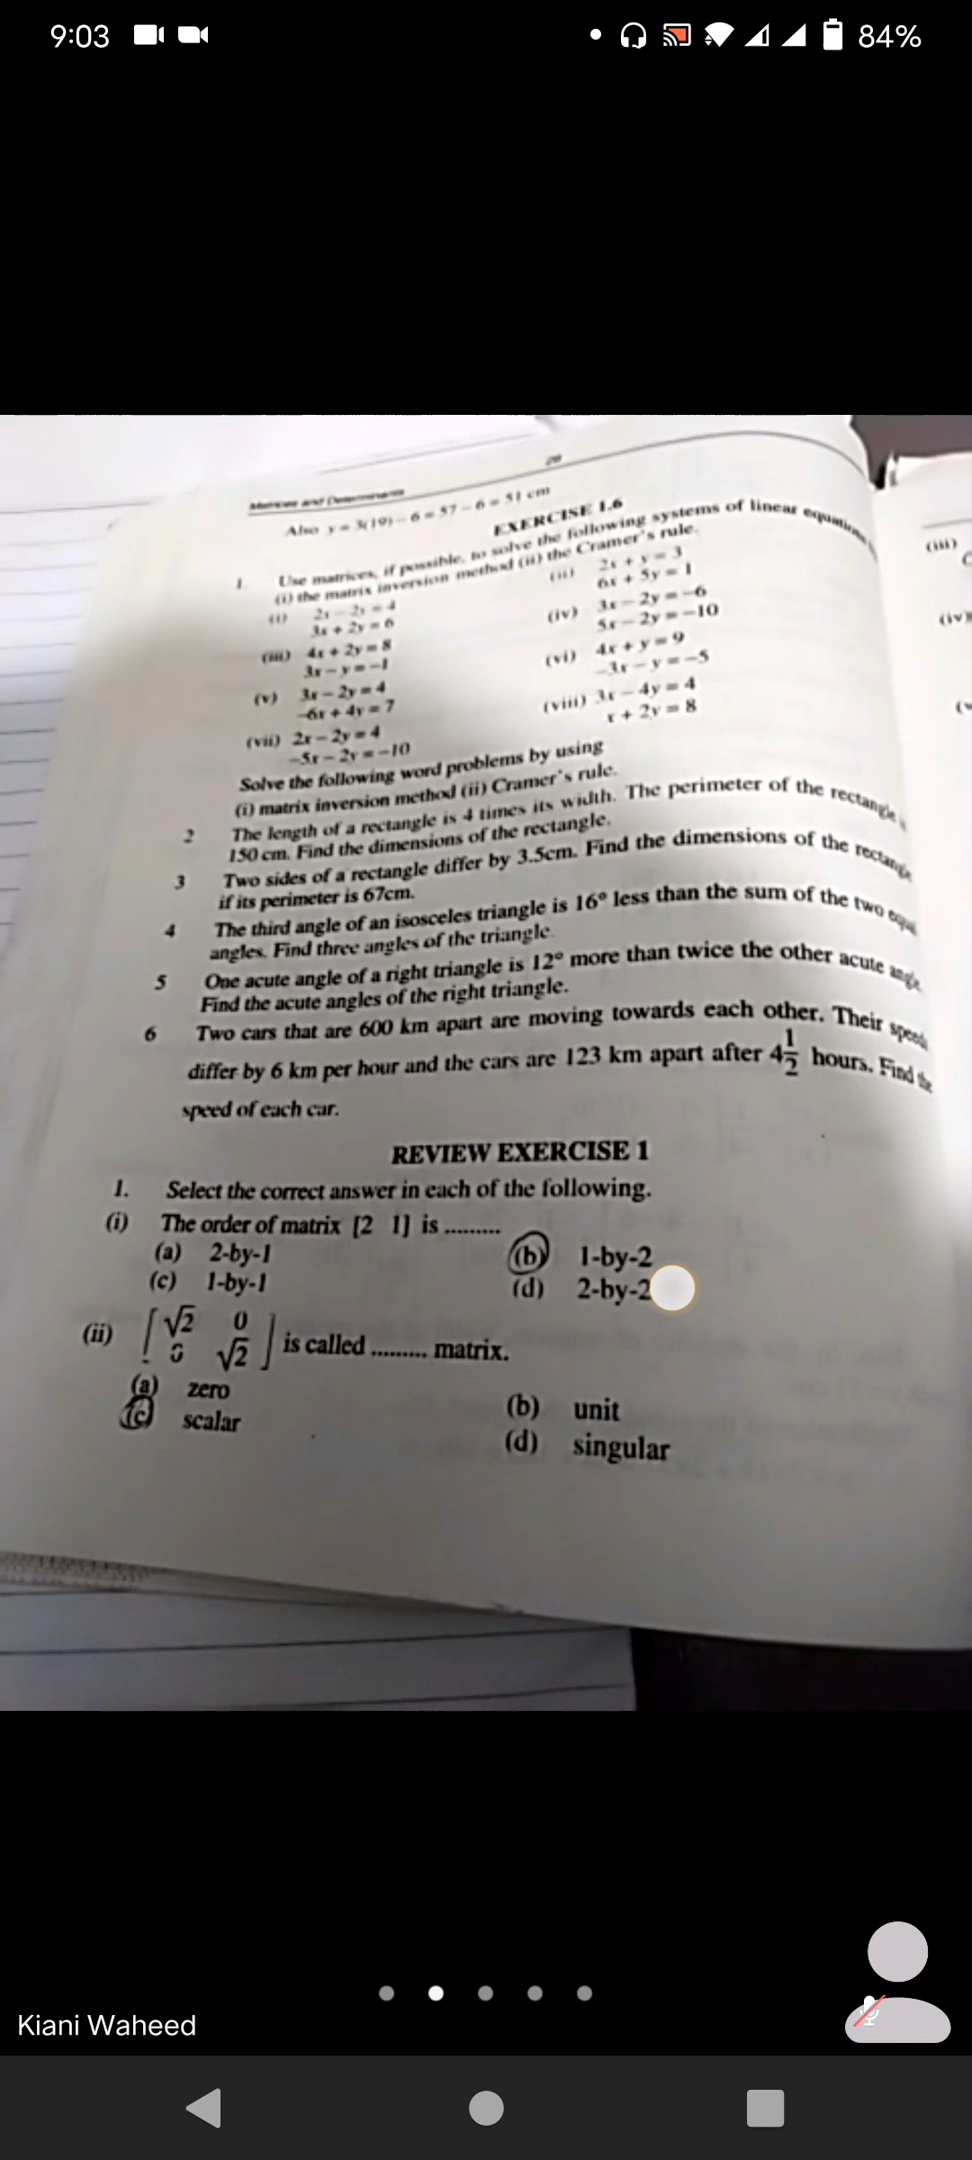 9:03
84%
28
Matrices and Determinants
Also y = 3(19) – 6 = 57 – 6 = 51 cm
EXERCISE 1.6
1. Use matrices, if possible, to solve the following systems of linear equations
(i) the matrix inversion method (ii) the Cramer's rule.
(i) 2x – 2y = 4
3x + 2y = 6
(ii) 2x + y = 3
6x + 5y = 1
(iii) 4x + 2y = 8
3x – y = –1
(iv) 3x – 2y = –6
5x – 2y = –10
(v) 3x – 2y = 4
–6x + 4y = 7
(vi) 4x + y = 9
–3x – y = –5
(vii) 2x – 2y = 4
–5x – 2y = –10
(viii) 3x – 4y = 4
x + 2y = 8
Solve the following word problems by using
(i) matrix inversion method (ii) Cramer's rule.
2 The length of a rectangle is 4 times its width. The perimeter of the rectangle is
150 cm. Find the dimensions of the rectangle.
3 Two sides of a rectangle differ by 3.5cm. Find the dimensions of the rectangle
if its perimeter is 67cm.
4 The third angle of an isosceles triangle is 16° less than the sum of the two equal
angles. Find three angles of the triangle.
5 One acute angle of a right triangle is 12° more than twice the other acute angle.
Find the acute angles of the right triangle.
6 Two cars that are 600 km apart are moving towards each other. Their speeds
differ by 6 km per hour and the cars are 123 km apart after 4 1/2 hours. Find the
speed of each car.
REVIEW EXERCISE 1
1. Select the correct answer in each of the following.
(i) The order of matrix [2 1] is .........
(a) 2-by-1 (b) 1-by-2
(c) 1-by-1 (d) 2-by-2
(ii) [√2 0
0 √2] is called ......... matrix.
(a) zero (b) unit
(c) scalar (d) singular
(iii)
(iv)
Kiani Waheed